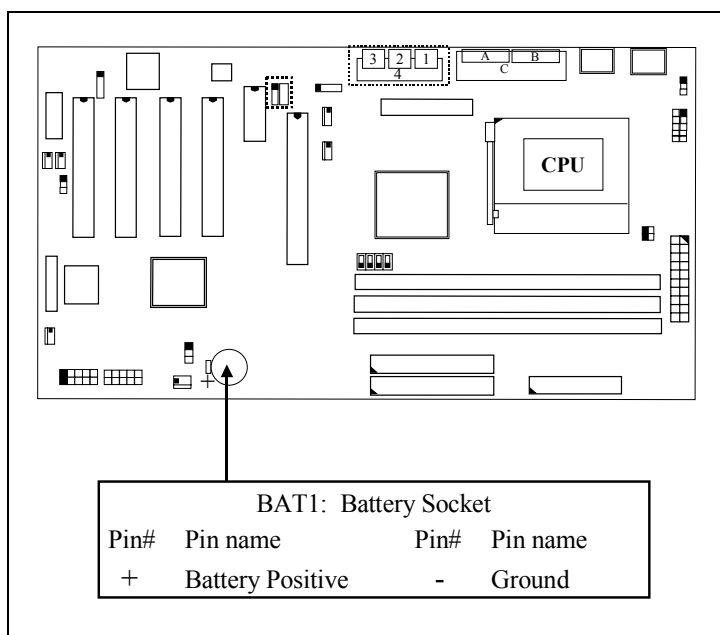 3 2 1 A B
4 C
CPU
+
BAT1: Battery Socket
Pin# Pin name Pin# Pin name
+ Battery Positive - Ground